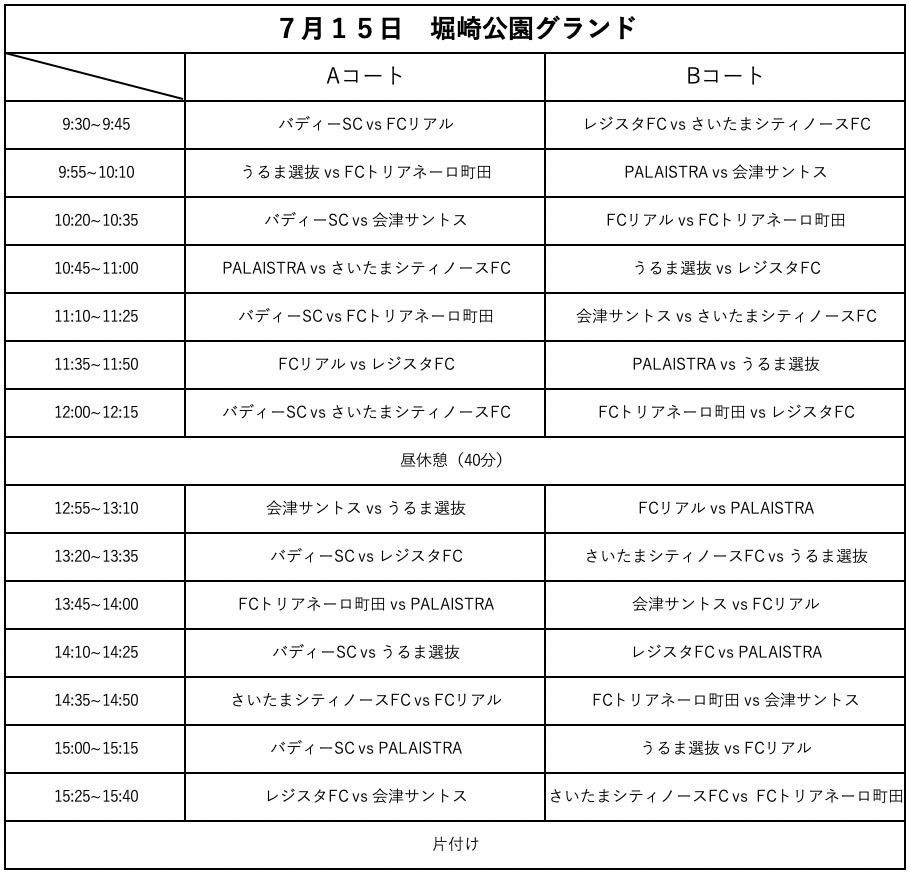 7月15日 堀崎公園グランド
Aコート Bコート
9:30~9:45 バディーSC vs FCリアル レジスタFC vs さいたまシティノースFC
9:55~10:10 うるま選抜 vs FCトリアネーロ町田 PALAISTRA vs 会津サントス
10:20~10:35 バディーSC vs 会津サントス FCリアル vs FCトリアネーロ町田
10:45~11:00 PALAISTRA vs さいたまシティノースFC うるま選抜 vs レジスタFC
11:10~11:25 バディーSC vs FCトリアネーロ町田 会津サントス vs さいたまシティノースFC
11:35~11:50 FCリアル vs レジスタFC PALAISTRA vs うるま選抜
12:00~12:15 バディーSC vs さいたまシティノースFC FCトリアネーロ町田 vs レジスタFC
昼休憩（40分）
12:55~13:10 会津サントス vs うるま選抜 FCリアル vs PALAISTRA
13:20~13:35 バディーSC vs レジスタFC さいたまシティノースFC vs うるま選抜
13:45~14:00 FCトリアネーロ町田 vs PALAISTRA 会津サントス vs FCリアル
14:10~14:25 バディーSC vs うるま選抜 レジスタFC vs PALAISTRA
14:35~14:50 さいたまシティノースFC vs FCリアル FCトリアネーロ町田 vs 会津サントス
15:00~15:15 バディーSC vs PALAISTRA うるま選抜 vs FCリアル
15:25~15:40 レジスタFC vs 会津サントス さいたまシティノースFC vs FCトリアネーロ町田
片付け